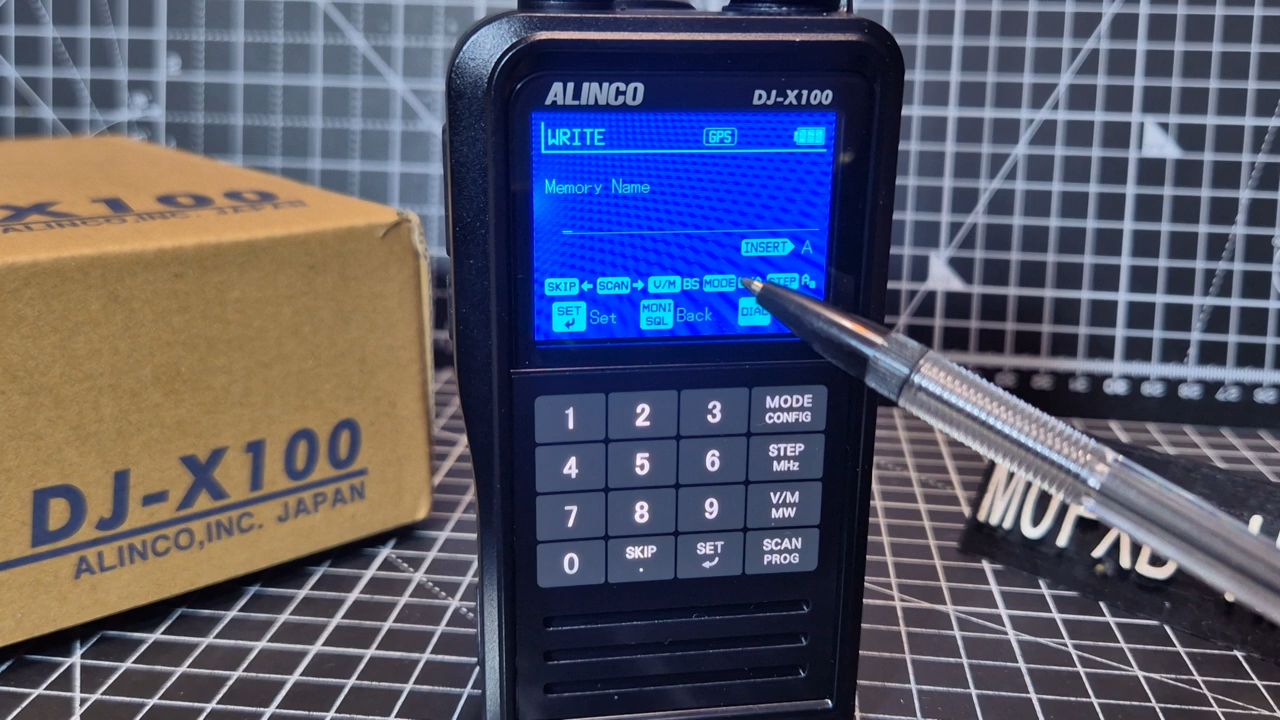 ALINCO DJ-X100
WRITE GPS
Memory Name
INSERT A
SKIP ← SCAN → V/M BS MODE STEP
SET ↵ Set MONI SQL Back
1 2 3 MODE CONFIG
4 5 6 STEP MHz
7 8 9 V/M MW
0 SKIP . SET ↵ SCAN PROG
X100
ALINCO,INC. JAPAN
DJ-X100
ALINCO,INC. JAPAN